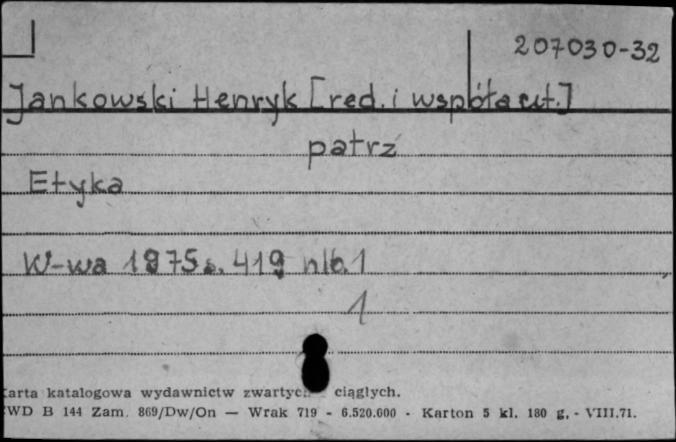 207030-32
Jankowski Henryk [red. i współaut.]
patrz
Etyka
W-wa 1975 s. 419 nlb. 1
1
arta katalogowa wydawnictw zwartyc ciągłych.
WD B 144 Zam. 869/Dw/On — Wrak 719 - 6.520.000 - Karton 5 kl. 180 g. - VIII.71.